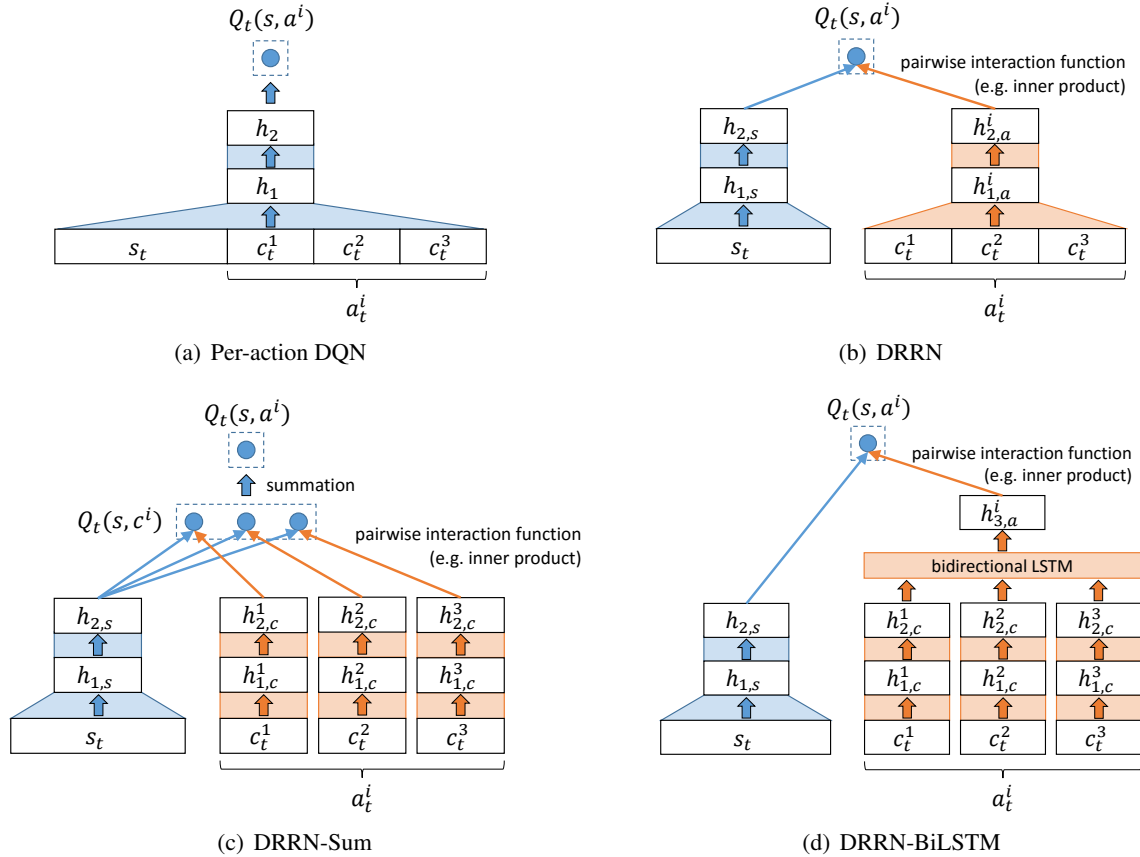 Q_t(s, a^i)
h_2
h_1
s_t c_t^1 c_t^2 c_t^3
a_t^i
(a) Per-action DQN
Q_t(s, a^i)
pairwise interaction function
(e.g. inner product)
h_{2,s} h_{2,a}^i
h_{1,s} h_{1,a}^i
s_t c_t^1 c_t^2 c_t^3
a_t^i
(b) DRRN
Q_t(s, a^i)
summation
Q_t(s, c^i)
pairwise interaction function
(e.g. inner product)
h_{2,s} h_{2,c}^1 h_{2,c}^2 h_{2,c}^3
h_{1,s} h_{1,c}^1 h_{1,c}^2 h_{1,c}^3
s_t c_t^1 c_t^2 c_t^3
a_t^i
(c) DRRN-Sum
Q_t(s, a^i)
pairwise interaction function
(e.g. inner product)
h_{3,a}^i
bidirectional LSTM
h_{2,s} h_{2,c}^1 h_{2,c}^2 h_{2,c}^3
h_{1,s} h_{1,c}^1 h_{1,c}^2 h_{1,c}^3
s_t c_t^1 c_t^2 c_t^3
a_t^i
(d) DRRN-BiLSTM